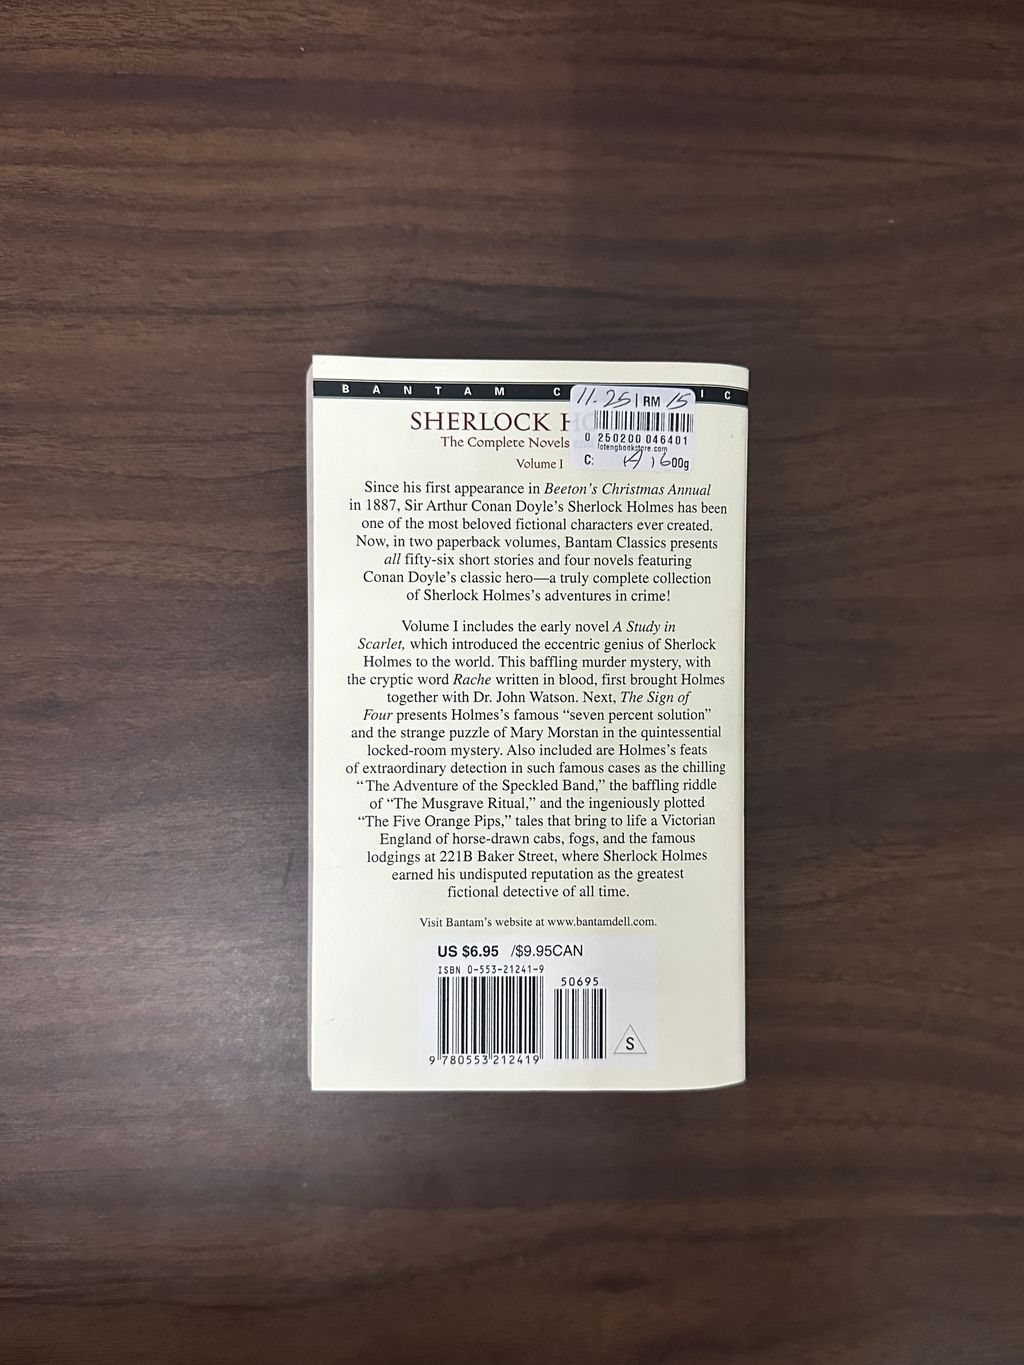 BANTAM C IC
11.25 | RM 15
SHERLOCK HO
The Complete Novels
0 250200 046401
lotengbookstore.com
Volume I
C: 600g
Since his first appearance in Beeton's Christmas Annual
in 1887, Sir Arthur Conan Doyle's Sherlock Holmes has been
one of the most beloved fictional characters ever created.
Now, in two paperback volumes, Bantam Classics presents
all fifty-six short stories and four novels featuring
Conan Doyle's classic hero—a truly complete collection
of Sherlock Holmes's adventures in crime!
Volume I includes the early novel A Study in
Scarlet, which introduced the eccentric genius of Sherlock
Holmes to the world. This baffling murder mystery, with
the cryptic word Rache written in blood, first brought Holmes
together with Dr. John Watson. Next, The Sign of
Four presents Holmes's famous “seven percent solution”
and the strange puzzle of Mary Morstan in the quintessential
locked-room mystery. Also included are Holmes's feats
of extraordinary detection in such famous cases as the chilling
“The Adventure of the Speckled Band,” the baffling riddle
of “The Musgrave Ritual,” and the ingeniously plotted
“The Five Orange Pips,” tales that bring to life a Victorian
England of horse-drawn cabs, fogs, and the famous
lodgings at 221B Baker Street, where Sherlock Holmes
earned his undisputed reputation as the greatest
fictional detective of all time.
Visit Bantam's website at www.bantamdell.com.
US $6.95 /$9.95CAN
ISBN 0-553-21241-9
50695
S
9 780553 212419